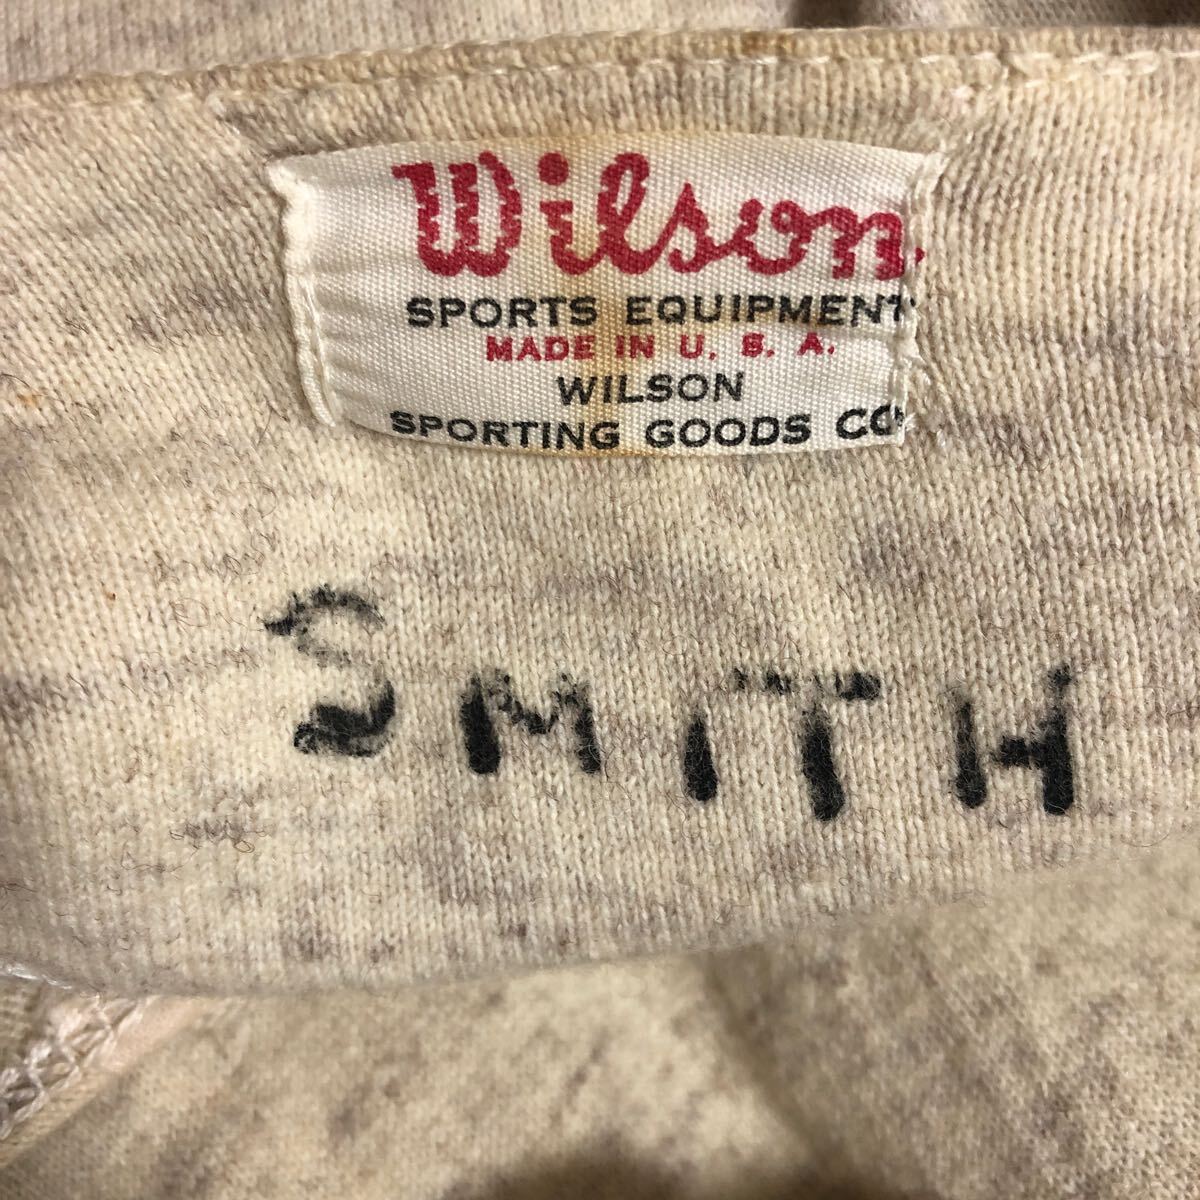 Wilson
SPORTS EQUIPMENT
MADE IN U. S. A.
WILSON
SPORTING GOODS CO.
SMITH